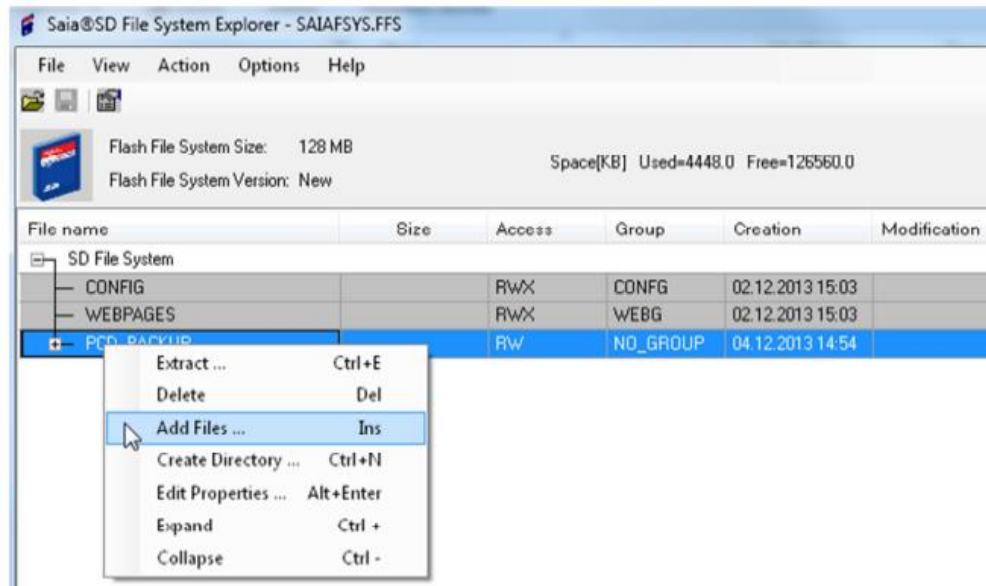 Saia®SD File System Explorer - SAIAFSYS.FFS
File View Action Options Help
Flash File System Size: 128 MB
Space[KB] Used=4448.0 Free=126560.0
Flash File System Version: New
File name Size Access Group Creation Modification
SD File System
CONFIG RWX CONFG 02.12.2013 15:03
WEBPAGES RWX WEBG 02.12.2013 15:03
PCD_BACKUP RW NO_GROUP 04.12.2013 14:54
Extract ... Ctrl+E
Delete Del
Add Files ... Ins
Create Directory ... Ctrl+N
Edit Properties ... Alt+Enter
Expand Ctrl +
Collapse Ctrl -